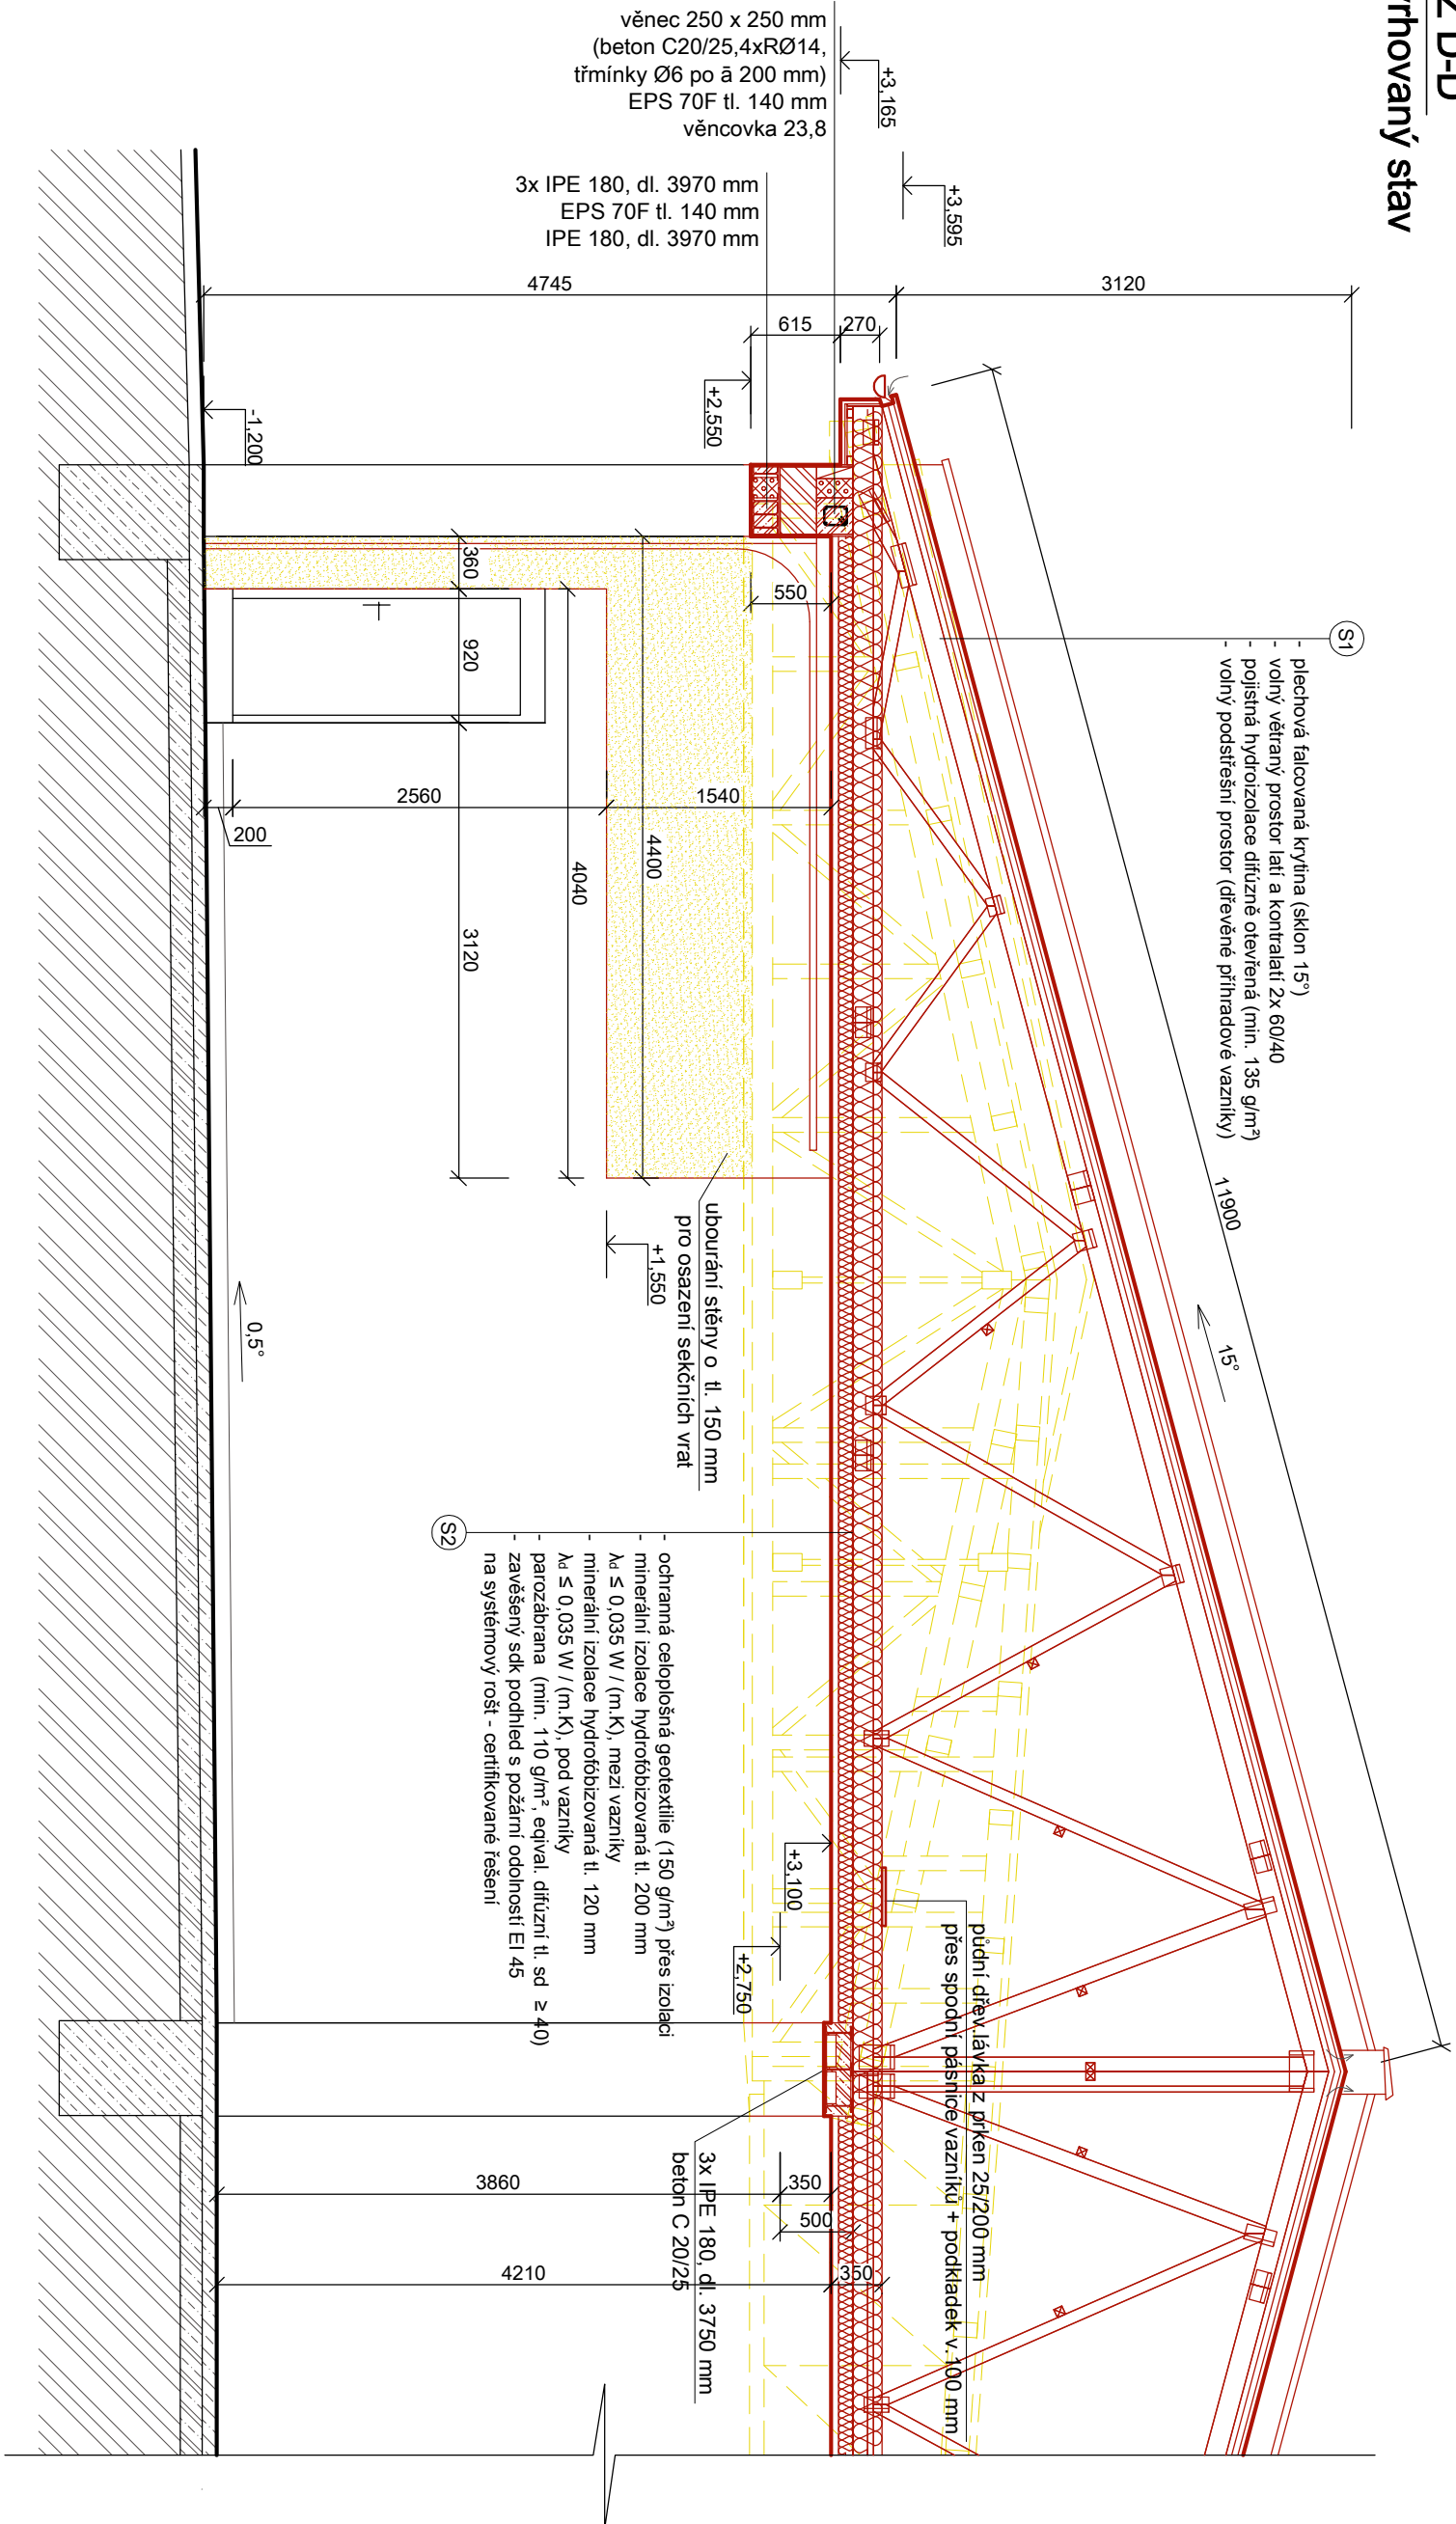 Z D-D
vrhovaný stav
věnec 250 x 250 mm
(beton C20/25,4xRØ14,
třmínky Ø6 po ā 200 mm)
EPS 70F tl. 140 mm
věncovka 23,8
3x IPE 180, dl. 3970 mm
EPS 70F tl. 140 mm
IPE 180, dl. 3970 mm
+3,165
+3,595
4745
3120
615
270
+2,550
-1,200
360
550
920
2560
1540
200
4400
4040
3120
S1
- plechová falcovaná krytina (sklon 15°)
- volný větraný prostor latí a kontralatí 2x 60/40
- pojistná hydroizolace difúzně otevřená (min. 135 g/m²)
- volný podstřešní prostor (dřevěné příhradové vazníky)
11900
15°
0,5°
+1,550
ubourání stěny o tl. 150 mm
pro osazení sekčních vrat
S2
- ochranná celoplošná geotextilie (150 g/m²) přes izolaci
- minerální izolace hydrofóbizovaná tl. 200 mm
λd ≤ 0,035 W / (m.K), mezi vazníky
- minerální izolace hydrofóbizovaná tl. 120 mm
λd ≤ 0,035 W / (m.K), pod vazníky
- parozábrana (min. 110 g/m², eqival. difúzní tl. sd ≥ 40)
- zavěšený sdk podhled s požární odolností EI 45
na systémový rošt - certifikované řešení
+3,100
+2,750
půdní dřev.lávka z prken 25/200 mm
přes spodní pásnice vazníků + podkladek v. 100 mm
3x IPE 180, dl. 3750 mm
beton C 20/25
3860
350
500
4210
350